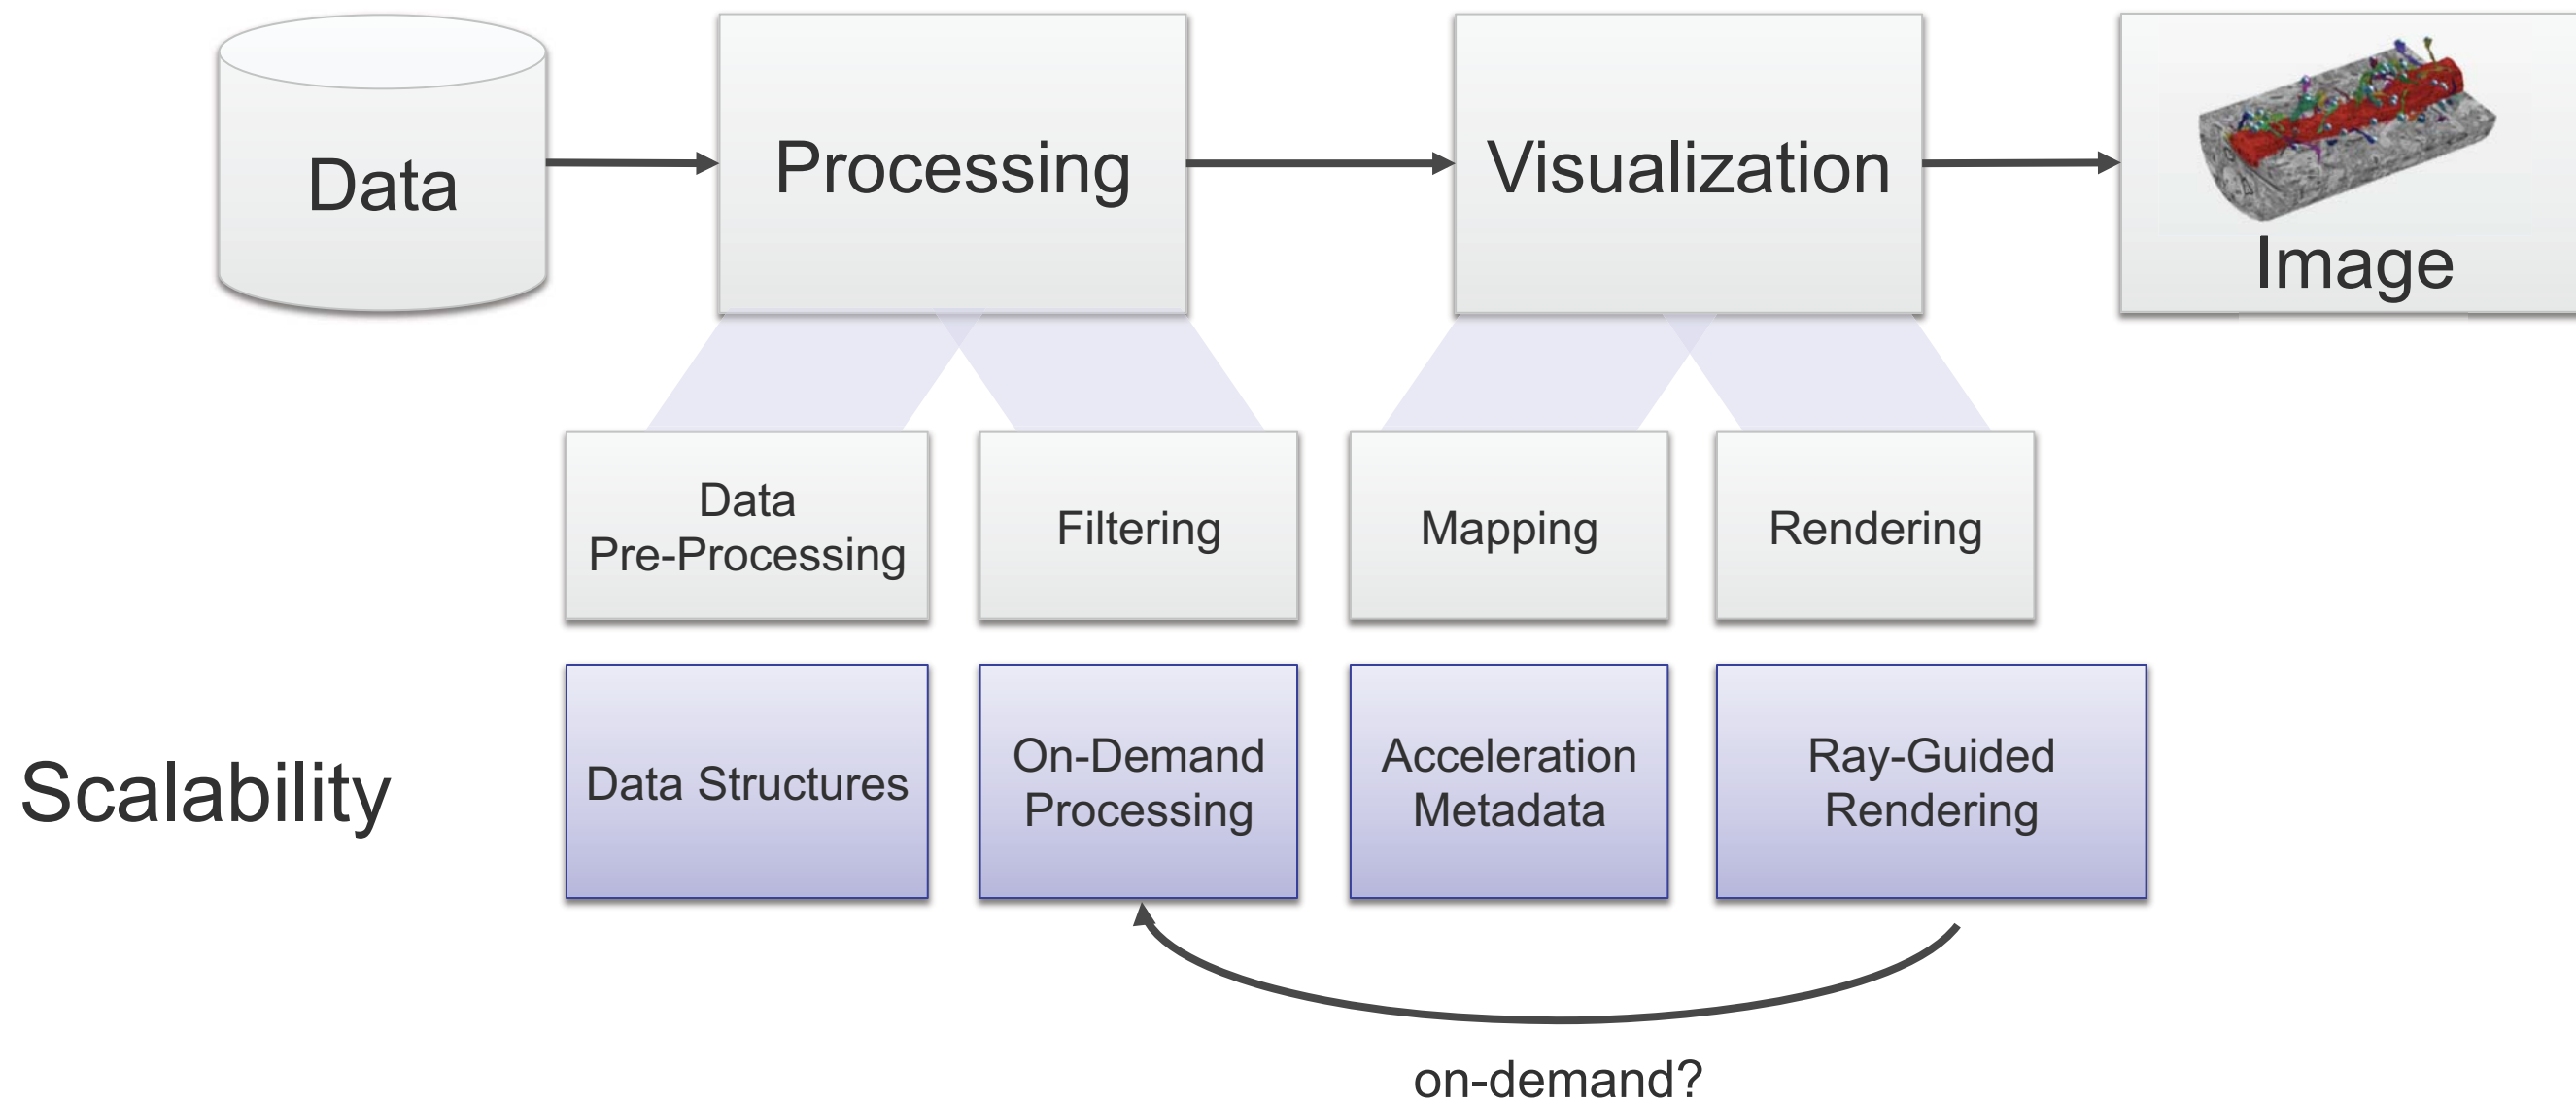 Data
Processing
Visualization
Image
Data
Pre-Processing
Filtering
Mapping
Rendering
Scalability
Data Structures
On-Demand
Processing
Acceleration
Metadata
Ray-Guided
Rendering
on-demand?